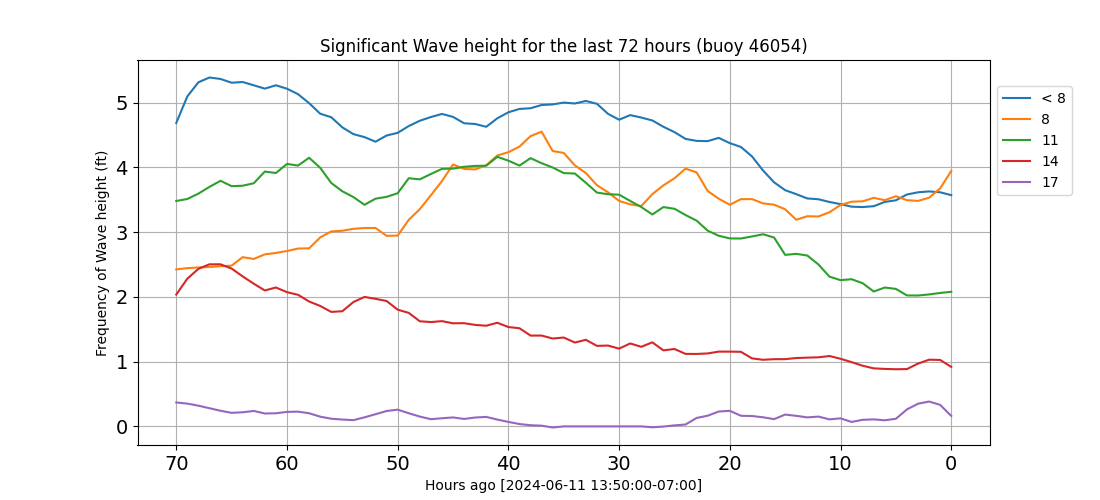 Significant Wave height for the last 72 hours (buoy 46054)
Frequency of Wave height (ft)
5
4
3
2
1
0
70 60 50 40 30 20 10 0
Hours ago [2024-06-11 13:50:00-07:00]
< 8
8
11
14
17